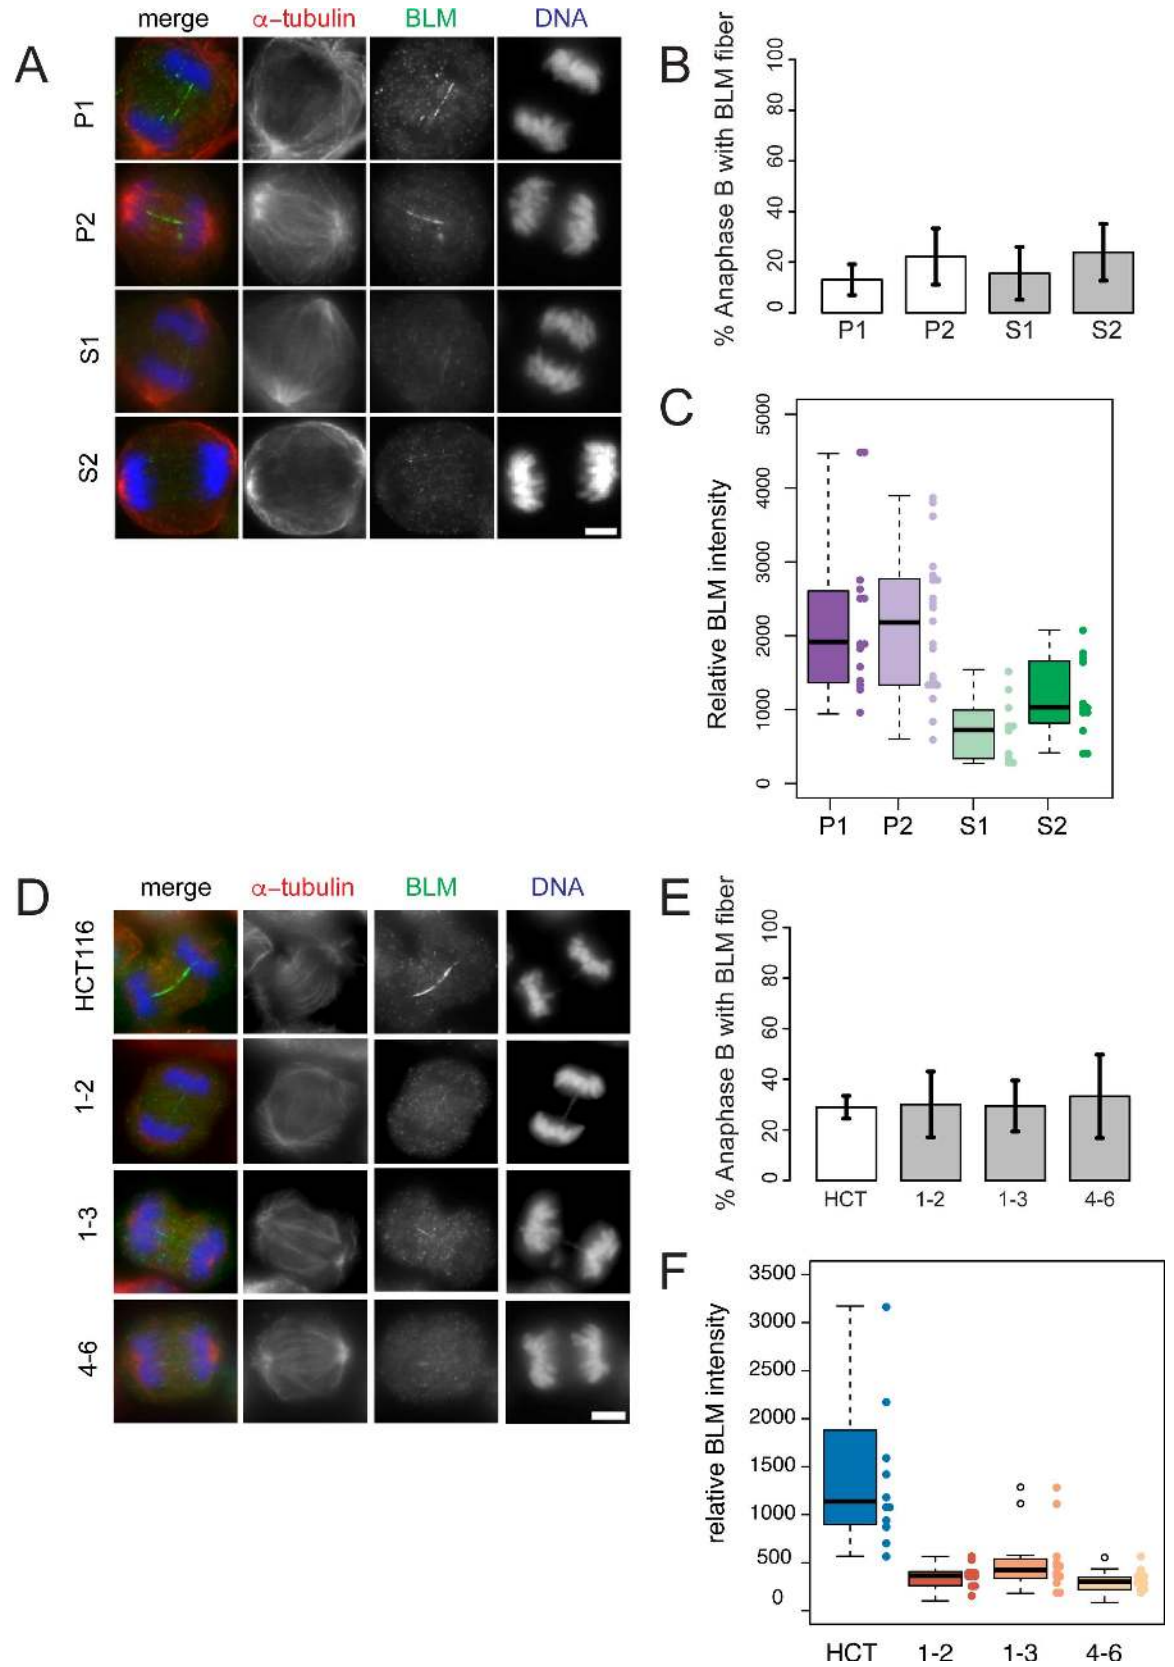 merge α−tubulin BLM DNA
A
P1
P2
S1
S2
B
% Anaphase B with BLM fiber
100
80
60
40
20
0
P1 P2 S1 S2
C
Relative BLM intensity
5000
4000
3000
2000
1000
0
P1 P2 S1 S2
merge α−tubulin BLM DNA
D
HCT116
1-2
1-3
4-6
E
% Anaphase B with BLM fiber
100
80
60
40
20
0
HCT 1-2 1-3 4-6
F
relative BLM intensity
3500
3000
2500
2000
1500
1000
500
0
HCT 1-2 1-3 4-6